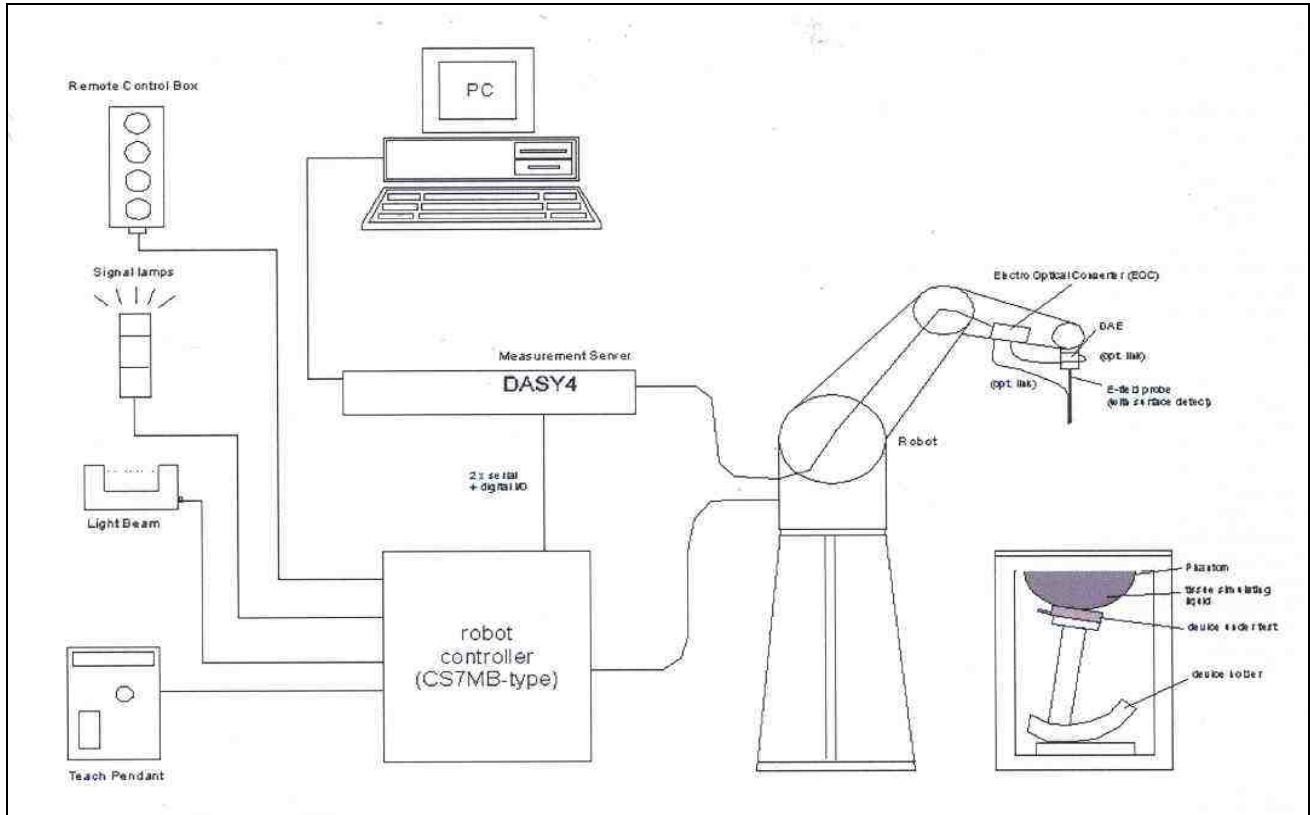 Remote Control Box
PC
Signal lamps
Electro Optical Converter (EOC)
DAE
(opt. link)
Measurement Server
DASY4
(opt. link)
E-field probe
(with surface detect)
Robot
2 x serial
+ digital I/O
Light Beam
Phantom
tissue simulating
liquid
device under test
robot
controller
(CS7MB-type)
device holder
Teach Pendant